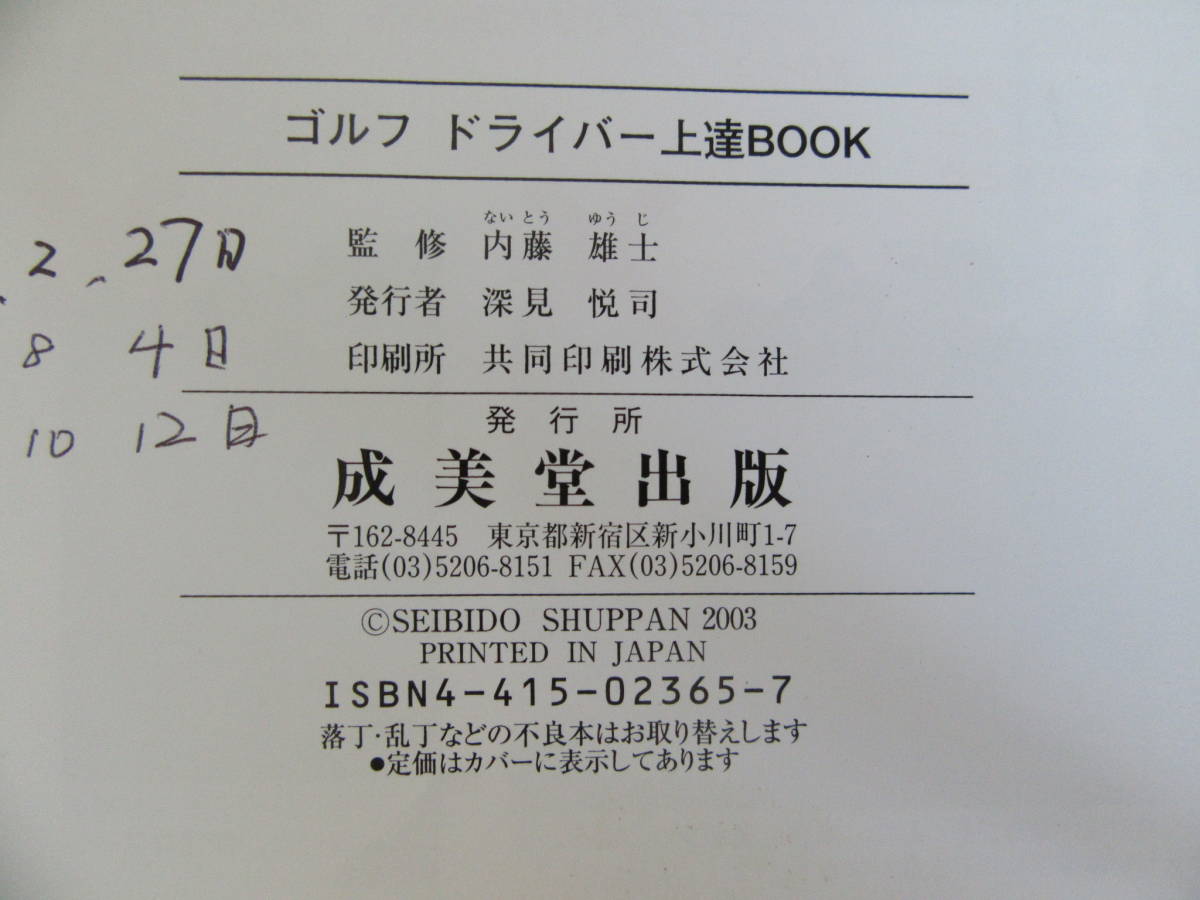 ゴルフ ドライバー上達BOOK
ないとう ゆうじ
監修 内藤 雄士
発行者 深見 悦司
印刷所 共同印刷株式会社
発行所
成美堂出版
〒162-8445 東京都新宿区新小川町1-7
電話(03)5206-8151 FAX(03)5206-8159
©SEIBIDO SHUPPAN 2003
PRINTED IN JAPAN
ISBN4-415-02365-7
落丁・乱丁などの不良本はお取り替えします
●定価はカバーに表示してあります
2、27日
8 4日
10 12日